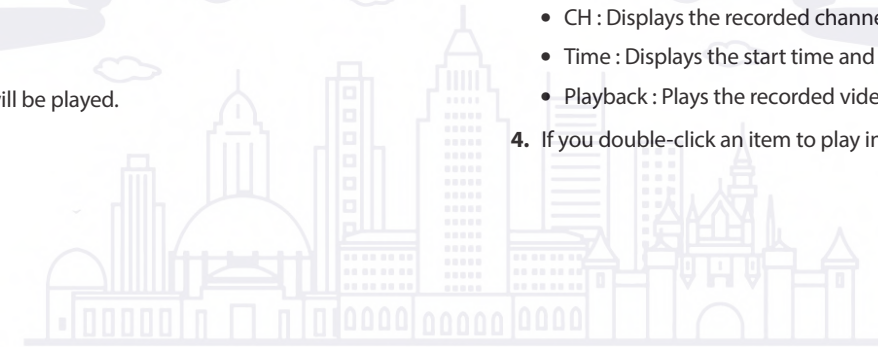 ill be played.
• CH : Displays the recorded channe
• Time : Displays the start time and
• Playback : Plays the recorded vide
4. If you double-click an item to play in